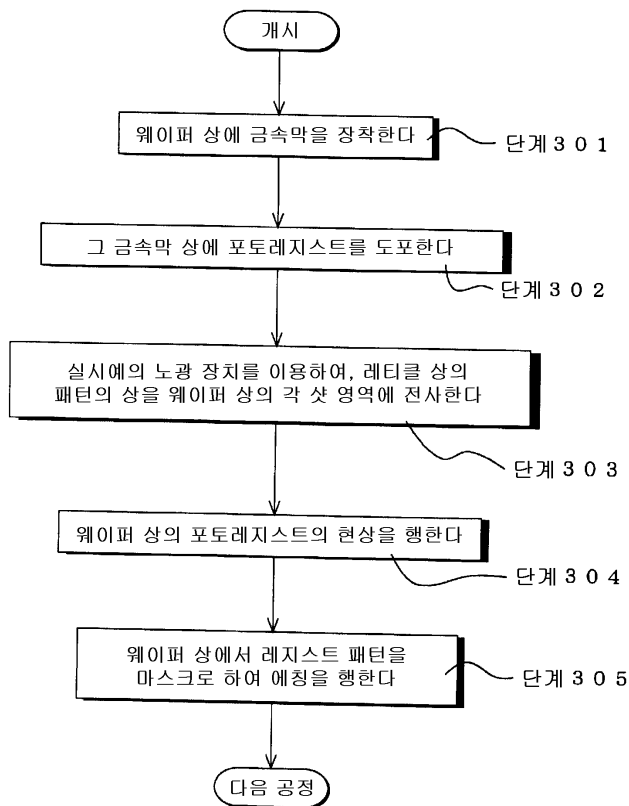 개시
웨이퍼 상에 금속막을 장착한다
단계301
그 금속막 상에 포토레지스트를 도포한다
단계302
실시예의 노광 장치를 이용하여, 레티클 상의
패턴의 상을 웨이퍼 상의 각 샷 영역에 전사한다
단계303
웨이퍼 상의 포토레지스트의 현상을 행한다
단계304
웨이퍼 상에서 레지스트 패턴을
마스크로 하여 에칭을 행한다
단계305
다음 공정